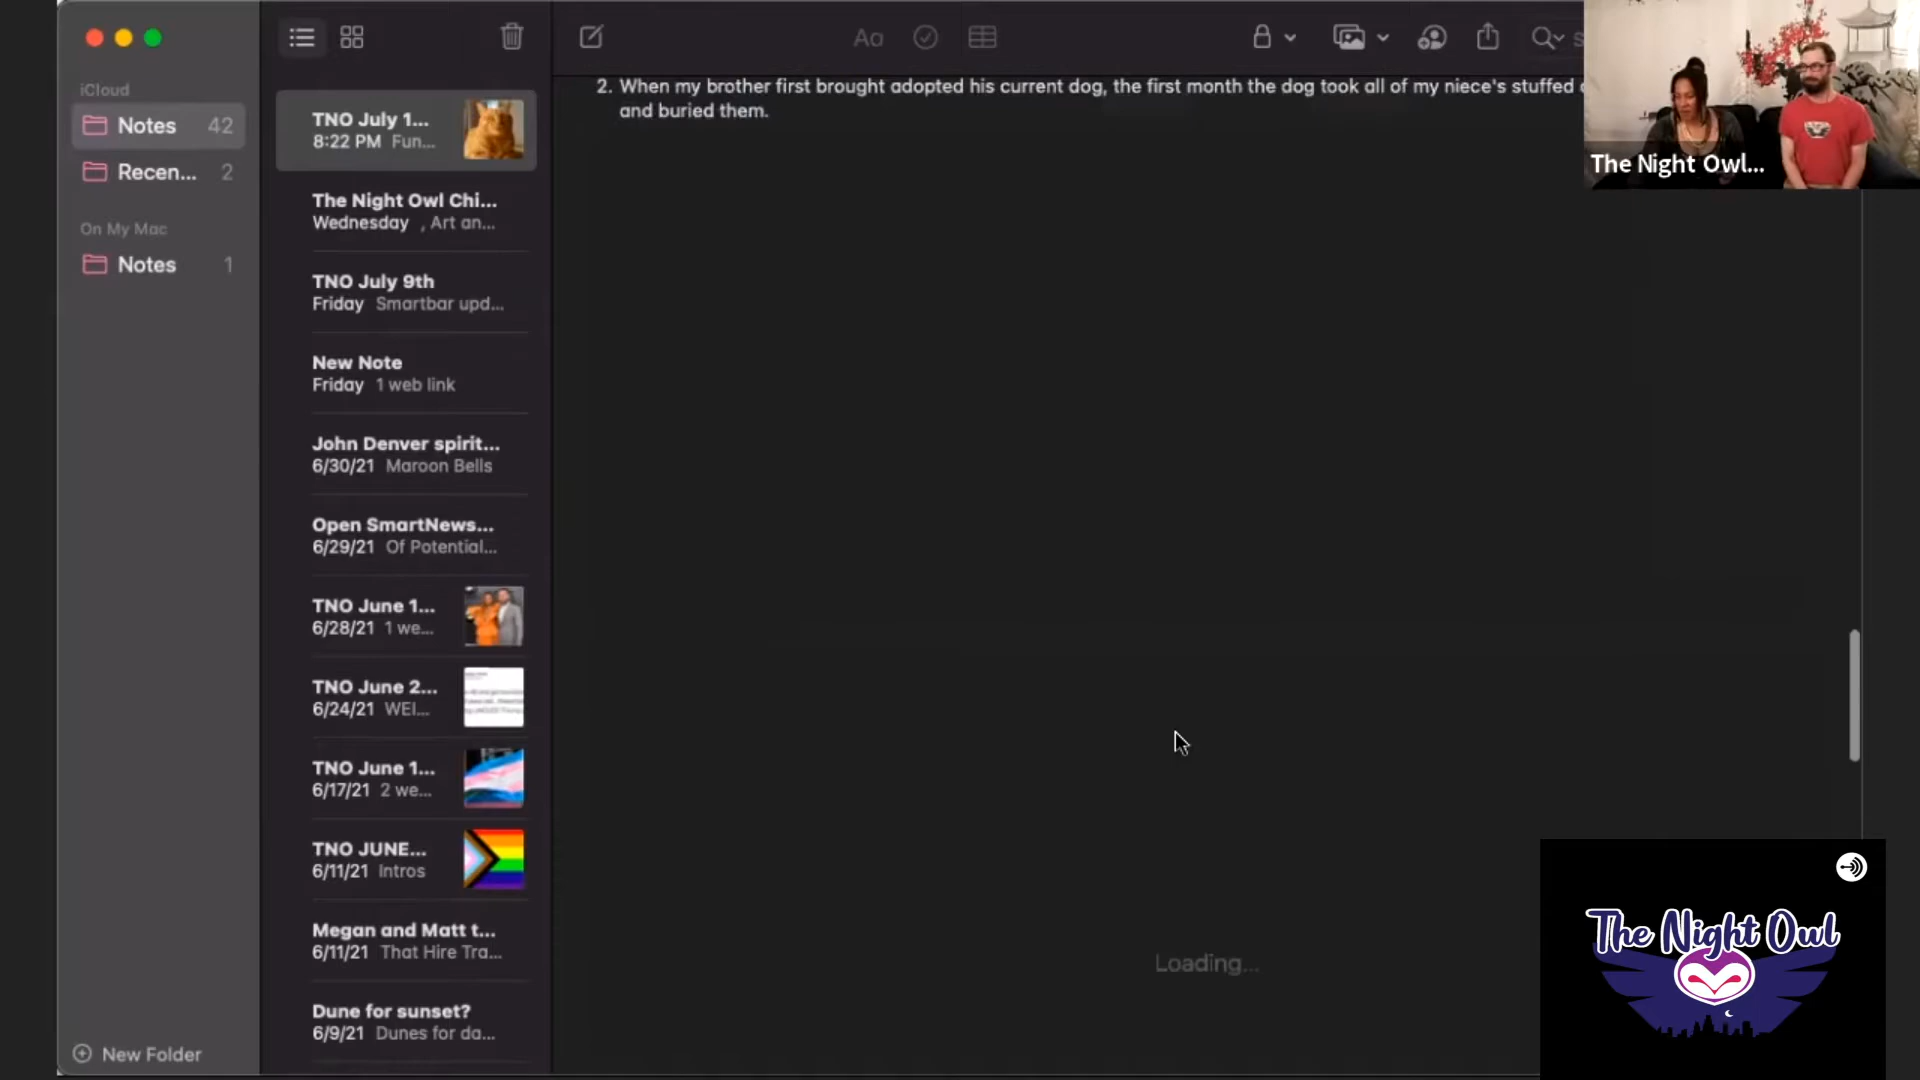 iCloud
Notes 42
Recen... 2
On My Mac
Notes 1
New Folder
TNO July 1...
8:22 PM Fun...
The Night Owl Chi...
Wednesday , Art an...
TNO July 9th
Friday Smartbar upd...
New Note
Friday 1 web link
John Denver spirit...
6/30/21 Maroon Bells
Open SmartNews...
6/29/21 Of Potential...
TNO June 1...
6/28/21 1 we...
TNO June 2...
6/24/21 WEI...
TNO June 1...
6/17/21 2 we...
TNO JUNE...
6/11/21 Intros
Megan and Matt t...
6/11/21 That Hire Tra...
Dune for sunset?
6/9/21 Dunes for da...
Aa
2. When my brother first brought adopted his current dog, the first month the dog took all of my niece's stuffed
and buried them.
Loading...
The Night Owl...
The Night Owl